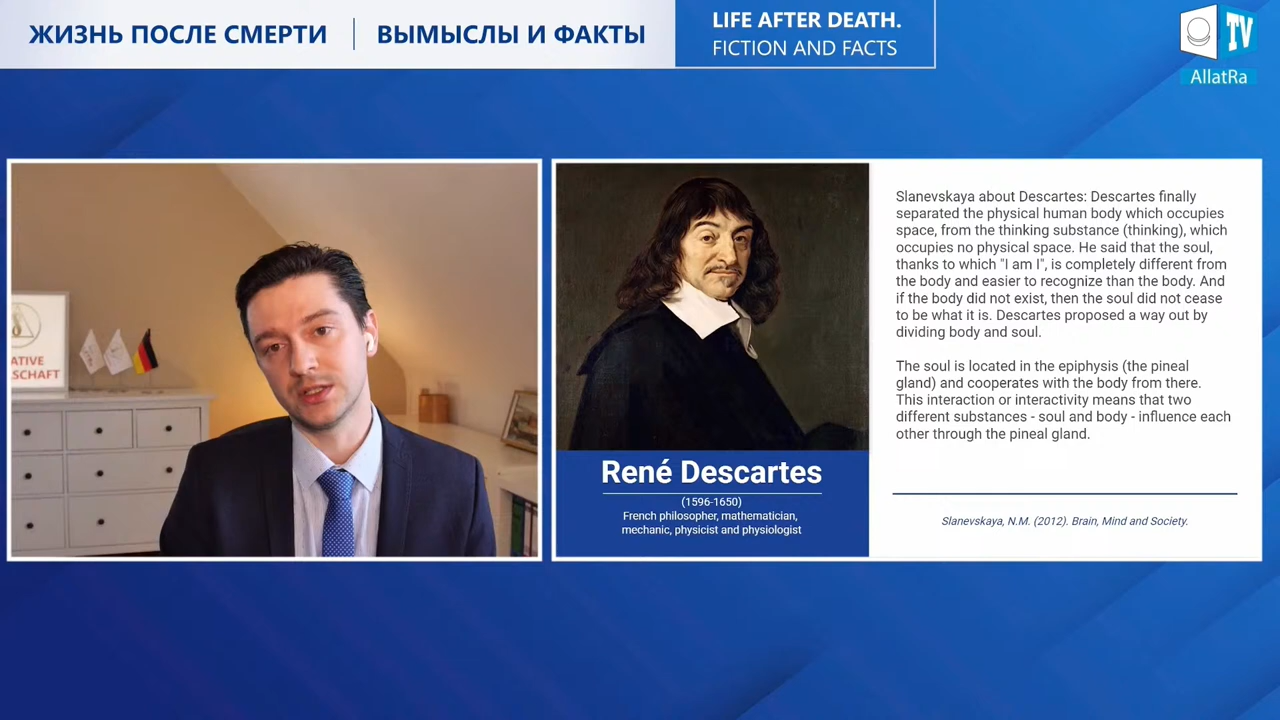 ЖИЗНЬ ПОСЛЕ СМЕРТИ
ВЫМЫСЛЫ И ФАКТЫ
LIFE AFTER DEATH.
FICTION AND FACTS
TV
AllatRa
ATIVE
SCHAFT
René Descartes
(1596-1650)
French philosopher, mathematician,
mechanic, physicist and physiologist
Slanevskaya about Descartes: Descartes finally
separated the physical human body which occupies
space, from the thinking substance (thinking), which
occupies no physical space. He said that the soul,
thanks to which "I am I", is completely different from
the body and easier to recognize than the body. And
if the body did not exist, then the soul did not cease
to be what it is. Descartes proposed a way out by
dividing body and soul.
The soul is located in the epiphysis (the pineal
gland) and cooperates with the body from there.
This interaction or interactivity means that two
different substances - soul and body - influence each
other through the pineal gland.
Slanevskaya, N.M. (2012). Brain, Mind and Society.